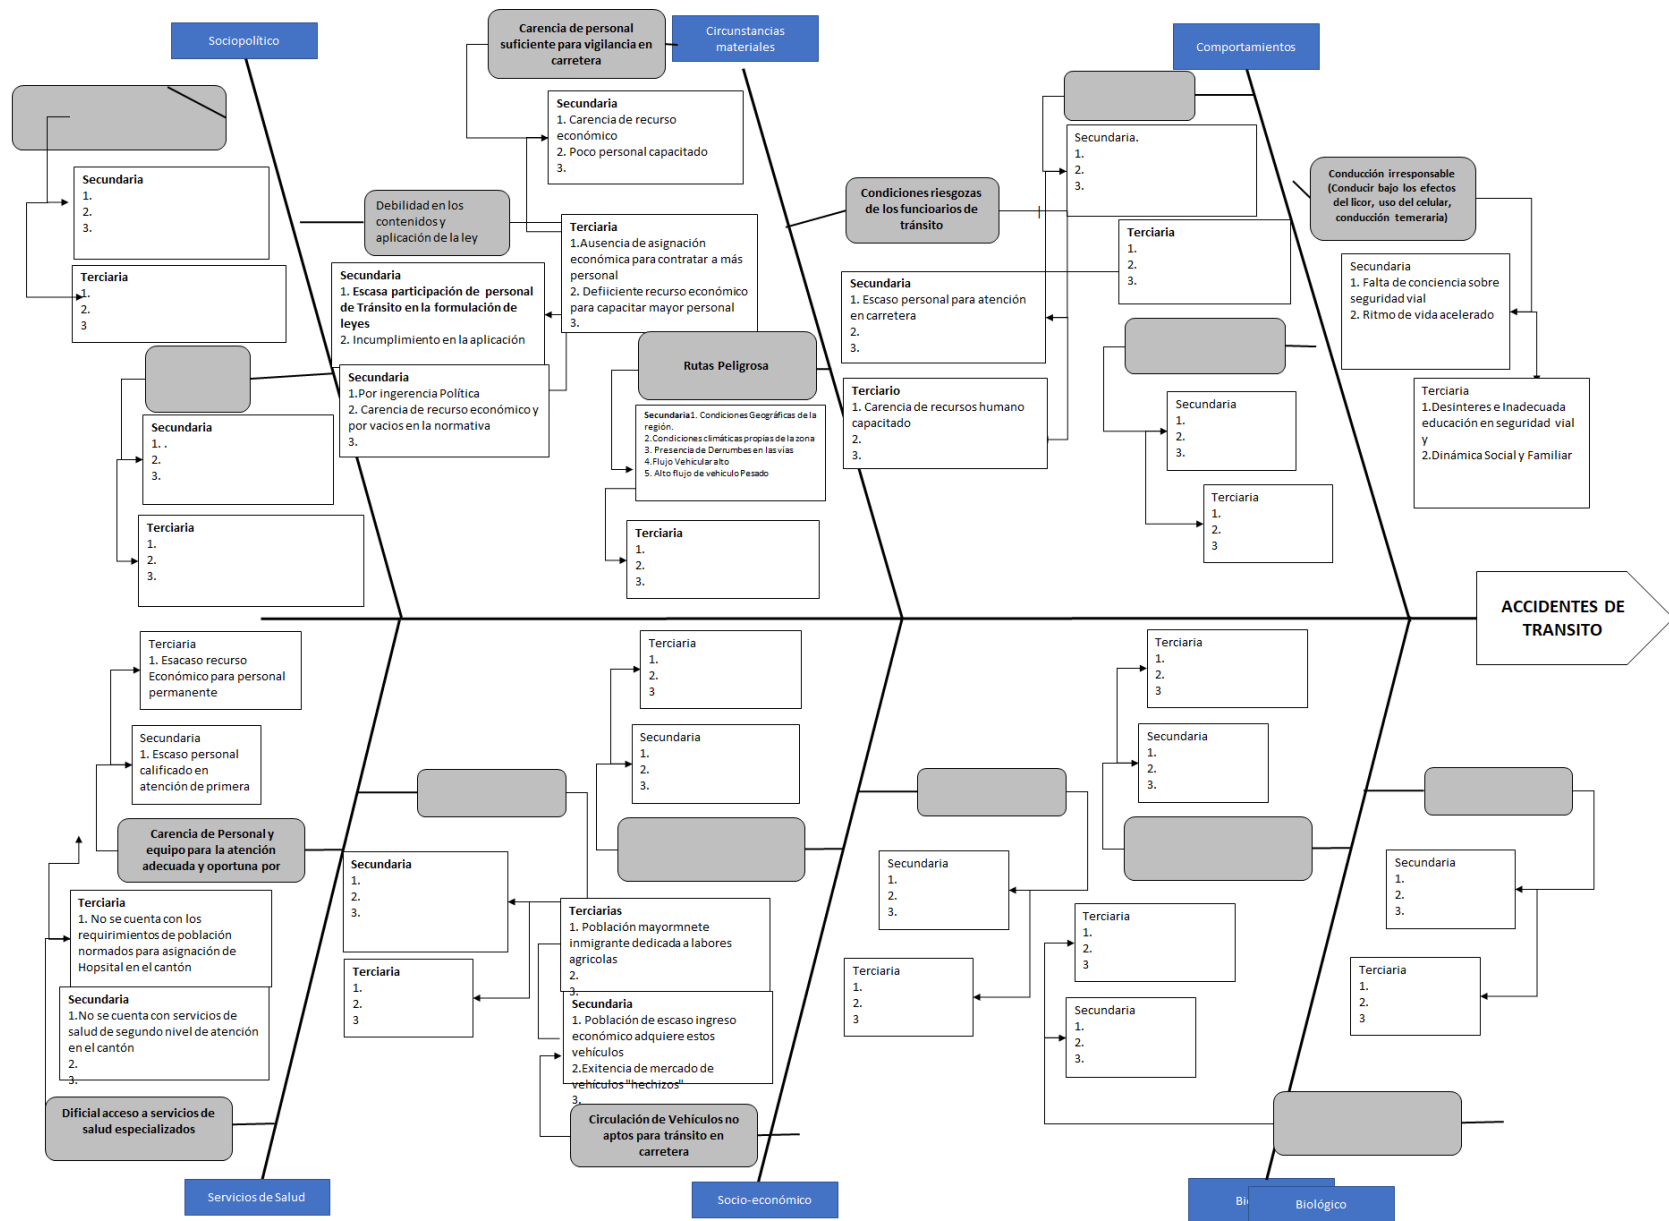 Sociopolítico
Carencia de personal
suficiente para vigilancia en
carretera
Circunstancias
materiales
Comportamientos
Secundaria
1. Carencia de recurso
económico
2. Poco personal capacitado
3.
Secundaria.
1.
2.
3.
Secundaria
1.
2.
3.
Terciaria
1.
2.
3
Debilidad en los
contenidos y
aplicación de la ley
Secundaria
1. Escasa participación de personal
de Tránsito en la formulación de
leyes
2. Incumplimiento en la aplicación
Secundaria
1.Por ingerencia Política
2. Carencia de recurso económico y
por vacios en la normativa
3.
Terciaria
1.Ausencia de asignación
económica para contratar a más
personal
2. Defiiciente recurso económico
para capacitar mayor personal
3.
Condiciones riesgozas
de los funcioarios de
tránsito
Secundaria
1. Escaso personal para atención
en carretera
2.
3.
Terciario
1. Carencia de recursos humano
capacitado
2.
3.
Terciaria
1.
2.
3.
Conducción irresponsable
(Conducir bajo los efectos
del licor, uso del celular,
conducción temeraria)
Secundaria
1. Falta de conciencia sobre
seguridad vial
2. Ritmo de vida acelerado
Terciaria
1.Desinteres e Inadecuada
educación en seguridad vial
y
2.Dinámica Social y Familiar
Secundaria
1. .
2.
3.
Terciaria
1.
2.
3.
Rutas Peligrosa
Secundaria1. Condiciones Geográficas de la
región.
2.Condiciones climáticas propias de la zona
3. Presencia de Derrumbes en las vías
4.Flujo Vehicular alto
5. Alto flujo de vehiculo Pesado
Terciaria
1.
2.
3.
Secundaria
1.
2.
3.
Terciaria
1.
2.
3
ACCIDENTES DE
TRANSITO
Terciaria
1. Esacaso recurso
Económico para personal
permanente
Secundaria
1. Escaso personal
calificado en
atención de primera
Carencia de Personal y
equipo para la atención
adecuada y oportuna por
Terciaria
1. No se cuenta con los
requirimientos de población
normados para asignación de
Hopsital en el cantón
Secundaria
1.No se cuenta con servicios de
salud de segundo nivel de atención
en el cantón
2.
3.
Dificial acceso a servicios de
salud especializados
Servicios de Salud
Terciaria
1.
2.
3
Secundaria
1.
2.
3.
Secundaria
1.
2.
3.
Terciaria
1.
2.
3
Terciarias
1. Población mayormnete
inmigrante dedicada a labores
agricolas
2.
3.
Secundaria
1. Población de escaso ingreso
económico adquiere estos
vehículos
2.Exitencia de mercado de
vehículos "hechizos"
3.
Circulación de Vehículos no
aptos para tránsito en
carretera
Socio-económico
Terciaria
1.
2.
3
Secundaria
1.
2.
3.
Secundaria
1.
2.
3.
Terciaria
1.
2.
3
Terciaria
1.
2.
3
Secundaria
1.
2.
3.
Secundaria
1.
2.
3.
Terciaria
1.
2.
3
Biológico